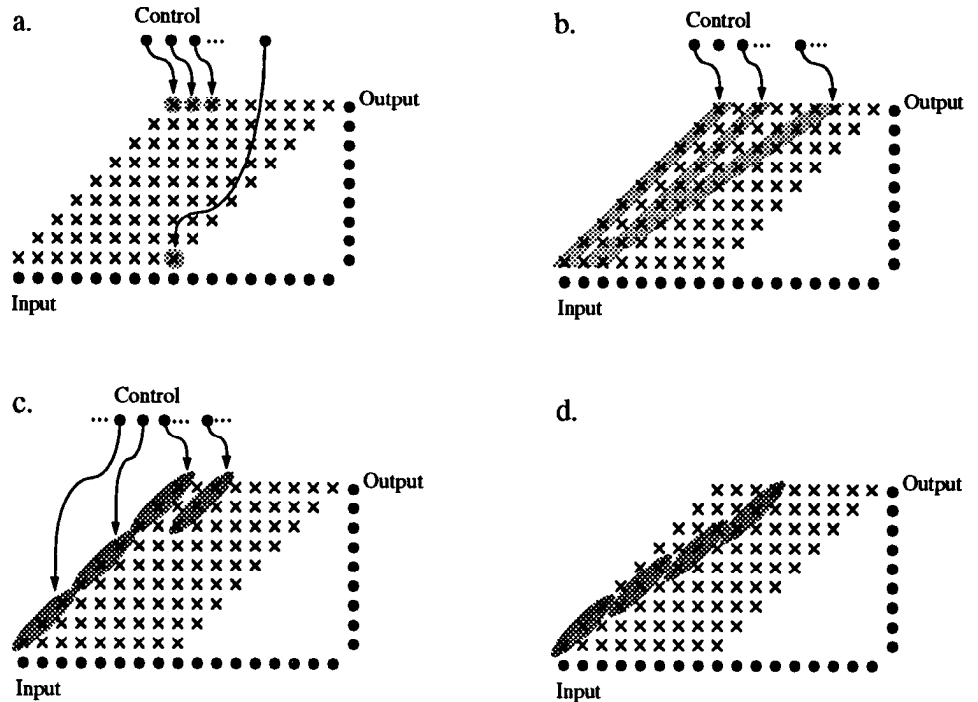 a.
Control
...
Output
Input
b.
Control
... ...
Output
Input
c.
Control
... ... ...
Output
Input
d.
Output
Input